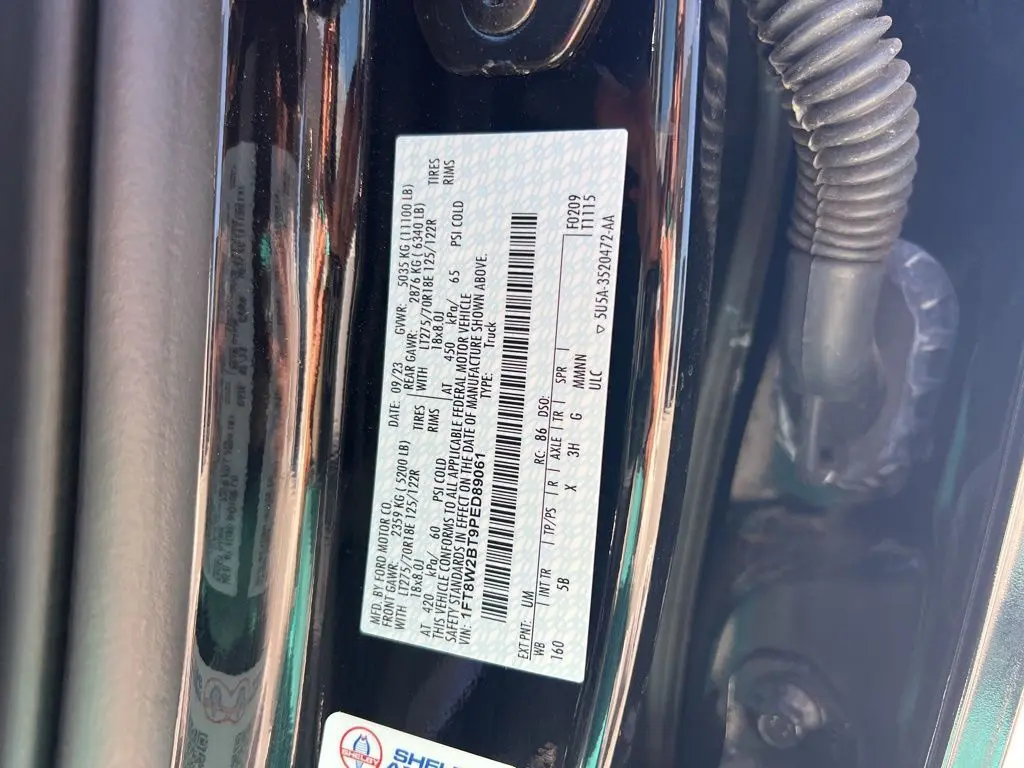 MFD. BY FORD MOTOR CO.
DATE: 09/23 GVWR: 5035 KG (11100 LB)
FRONT GAWR: 2359 KG (5200 LB)
REAR GAWR: 2876 KG (6340LB)
WITH LT275/70R18E 125/122R TIRES
WITH LT275/70R18E 125/122R TIRES
18x8.0J RIMS
18x8.0J RIMS
AT 420 kPa/ 60 PSI COLD
AT 450 kPa/ 65 PSI COLD
THIS VEHICLE CONFORMS TO ALL APPLICABLE FEDERAL MOTOR VEHICLE
SAFETY STANDARDS IN EFFECT ON THE DATE OF MANUFACTURE SHOWN ABOVE.
VIN: 1FT8W2BT9PED89061
TYPE: Truck
EXT PNT: UM RC: 86 DSO: F0209
WB | INT TR | TP/PS | R | AXLE | TR | SPR | T1115
160 5B X 3H G MMNN
ULC ▽ 5U5A-3520472-AA
SHELBY
SHELB